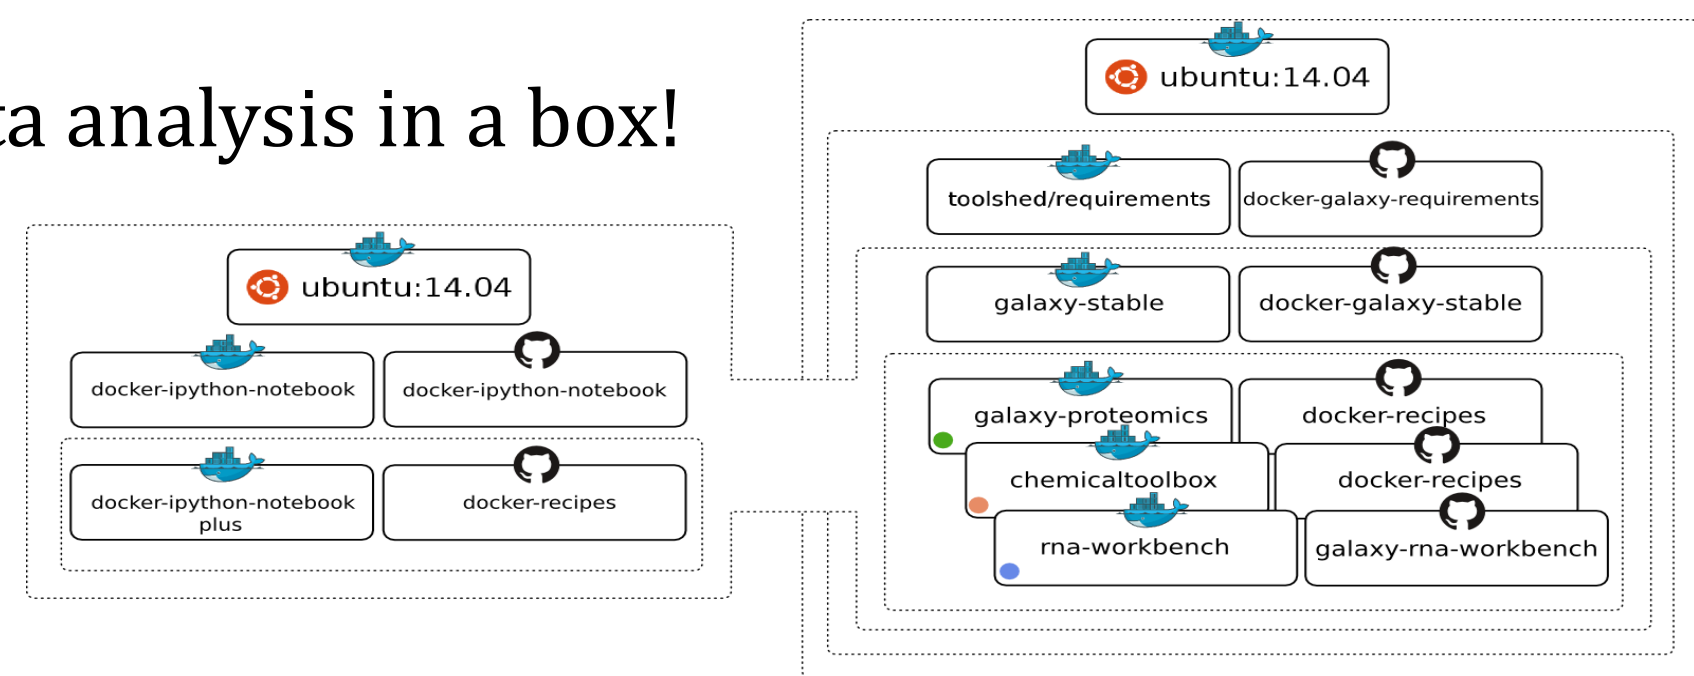 ta analysis in a box!
ubuntu:14.04
docker-ipython-notebook
docker-ipython-notebook
docker-ipython-notebook
plus
docker-recipes
ubuntu:14.04
toolshed/requirements
docker-galaxy-requirements
galaxy-stable
docker-galaxy-stable
galaxy-proteomics
docker-recipes
chemicaltoolbox
docker-recipes
rna-workbench
galaxy-rna-workbench